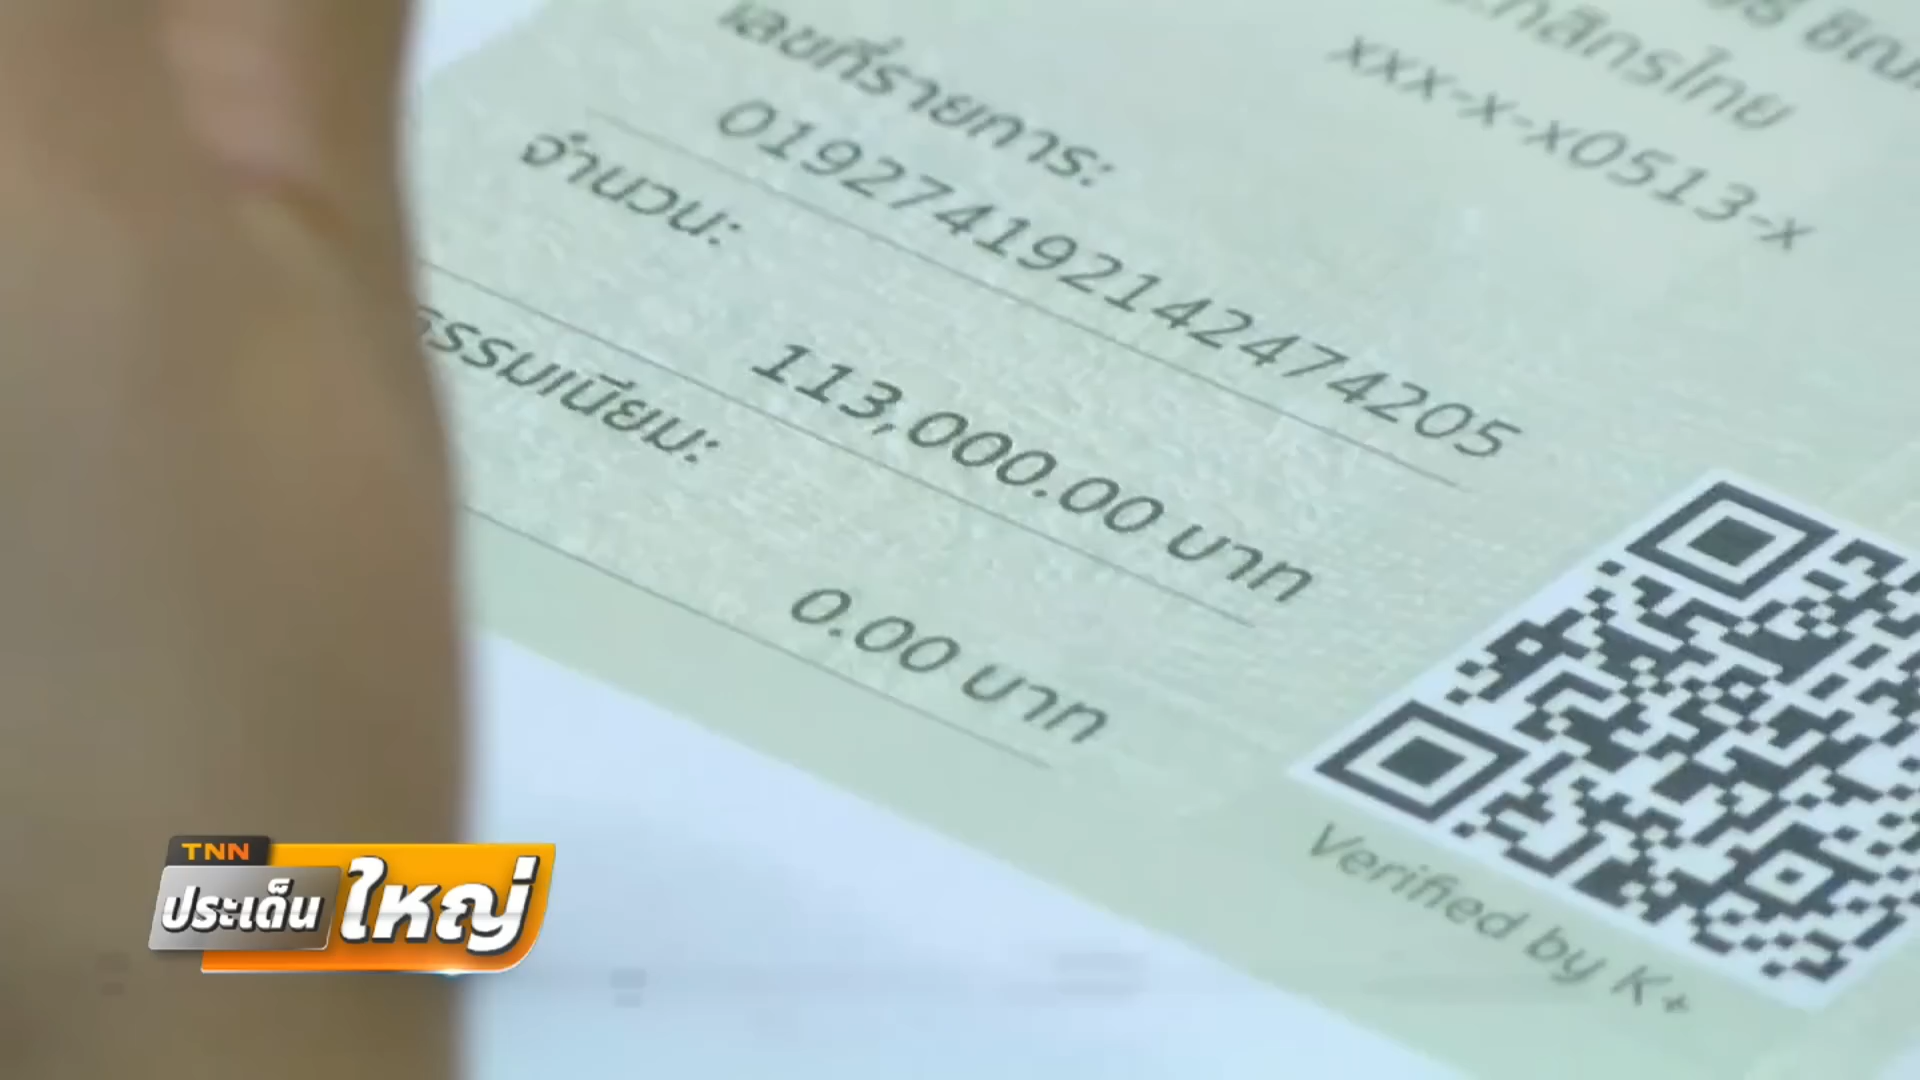 กสิกรไทย
xxx-x-x0513-x
เลขที่รายการ:
019274192142474205
จำนวน:
113,000.00 บาท
ธรรมเนียม:
0.00 บาท
Verified by K+
TNN
ประเด็น ใหญ่